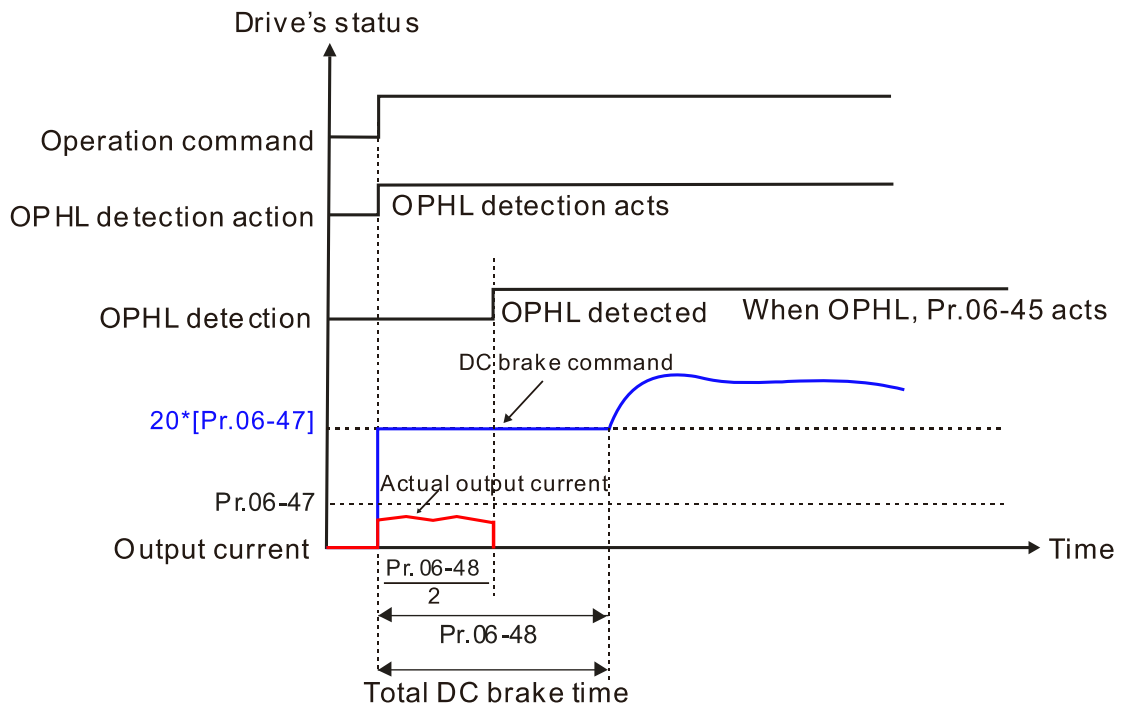 Drive's status
Operation command
OPHL detection action
OPHL detection acts
OPHL detection
OPHL detected
When OPHL, Pr.06-45 acts
DC brake command
20*[Pr.06-47]
Actual output current
Pr.06-47
Output current
Time
Pr. 06-48
2
Pr.06-48
Total DC brake time